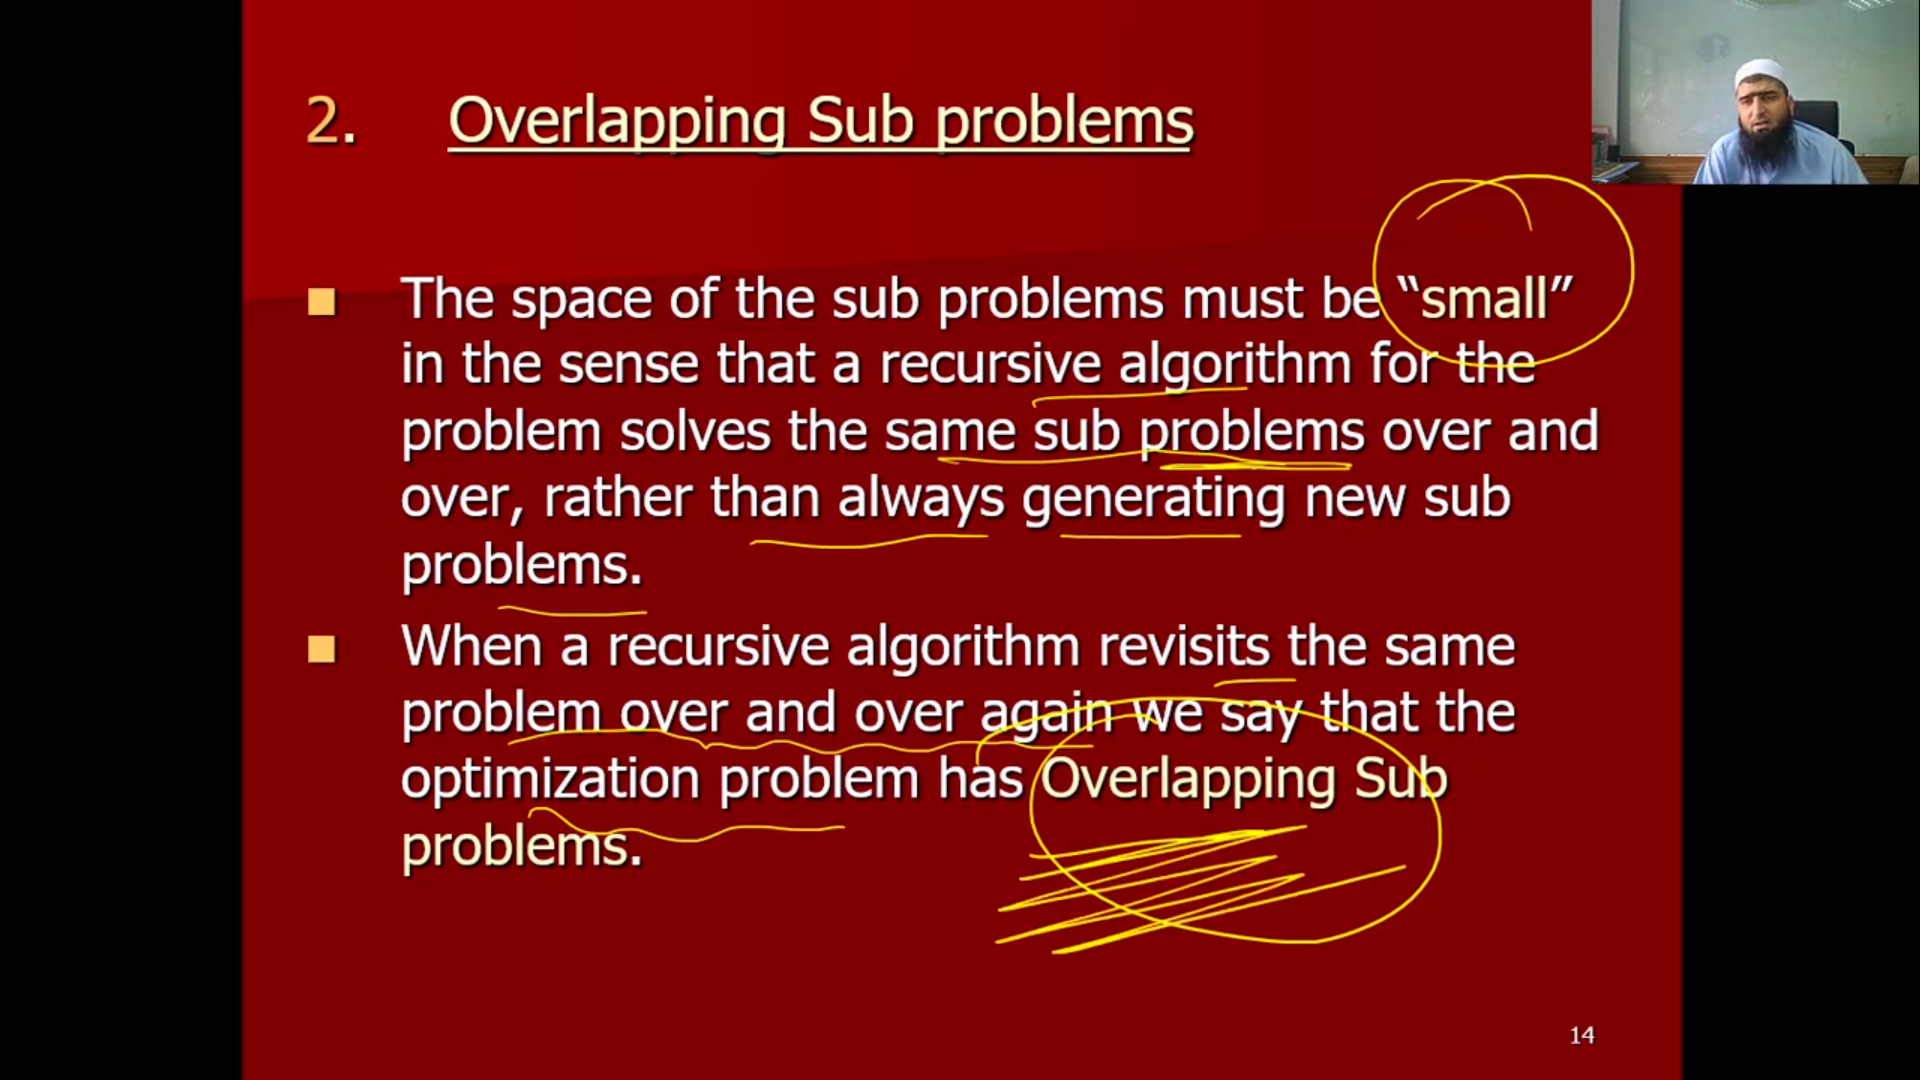 2. Overlapping Sub problems
■ The space of the sub problems must be “small”
in the sense that a recursive algorithm for the
problem solves the same sub problems over and
over, rather than always generating new sub
problems.
■ When a recursive algorithm revisits the same
problem over and over again we say that the
optimization problem has Overlapping Sub
problems.
14